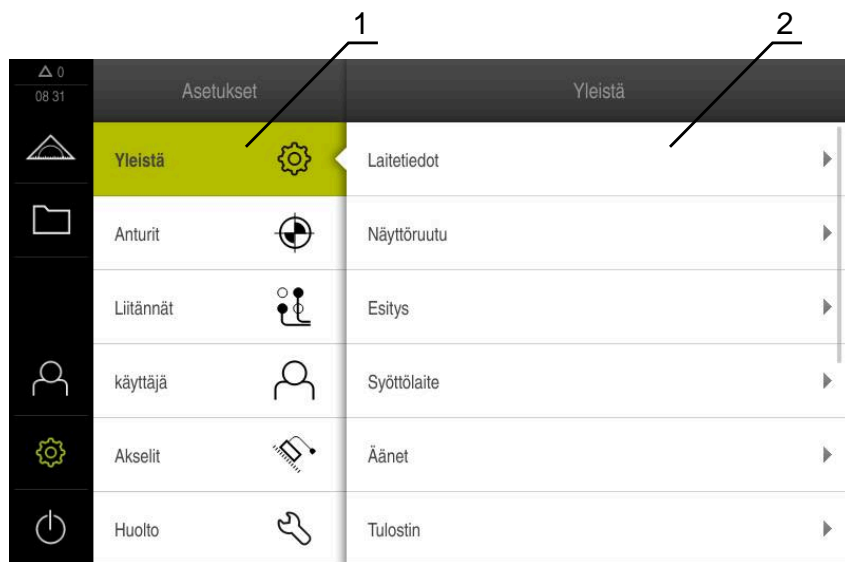 1
2
0
08 31
Asetukset
Yleistä
Yleistä
Laitetiedot
Anturit
Näyttöruutu
Liitännät
Esitys
käyttäjä
Syöttölaite
Akselit
Äänet
Huolto
Tulostin